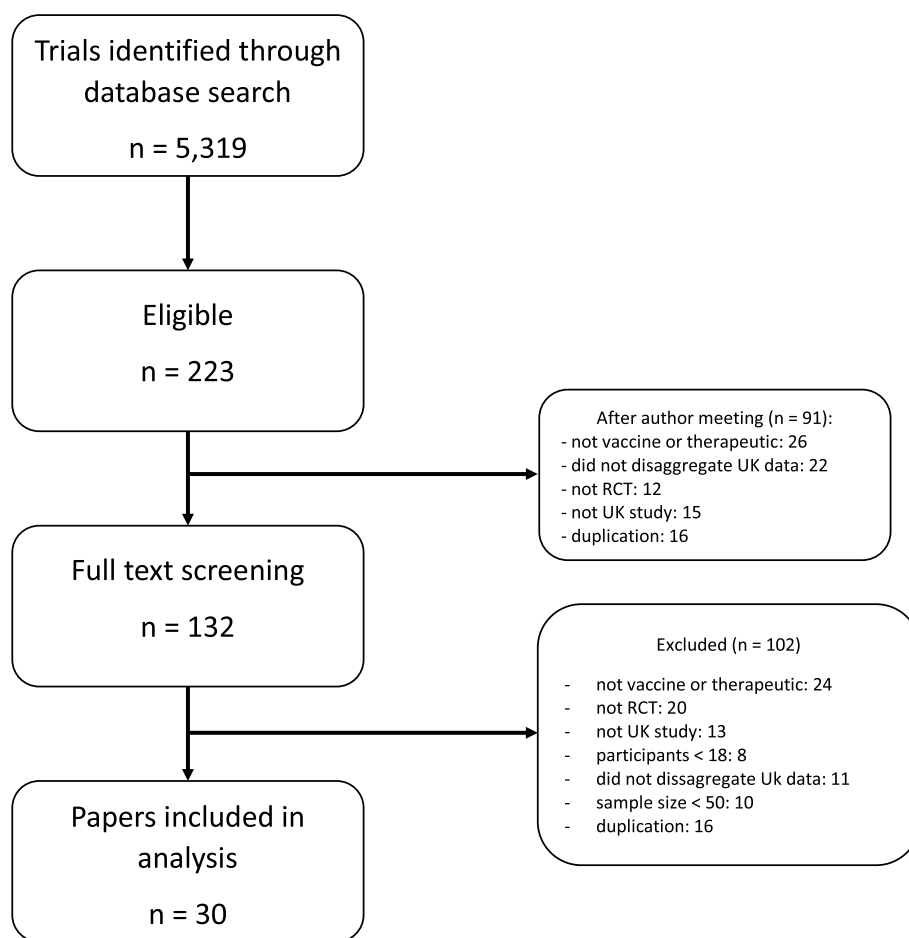 Trials identified through
database search
n = 5,319
Eligible
n = 223
After author meeting (n = 91):
- not vaccine or therapeutic: 26
- did not disaggregate UK data: 22
- not RCT: 12
- not UK study: 15
- duplication: 16
Full text screening
n = 132
Excluded (n = 102)
- not vaccine or therapeutic: 24
- not RCT: 20
- not UK study: 13
- participants < 18: 8
- did not dissagregate Uk data: 11
- sample size < 50: 10
- duplication: 16
Papers included in
analysis
n = 30